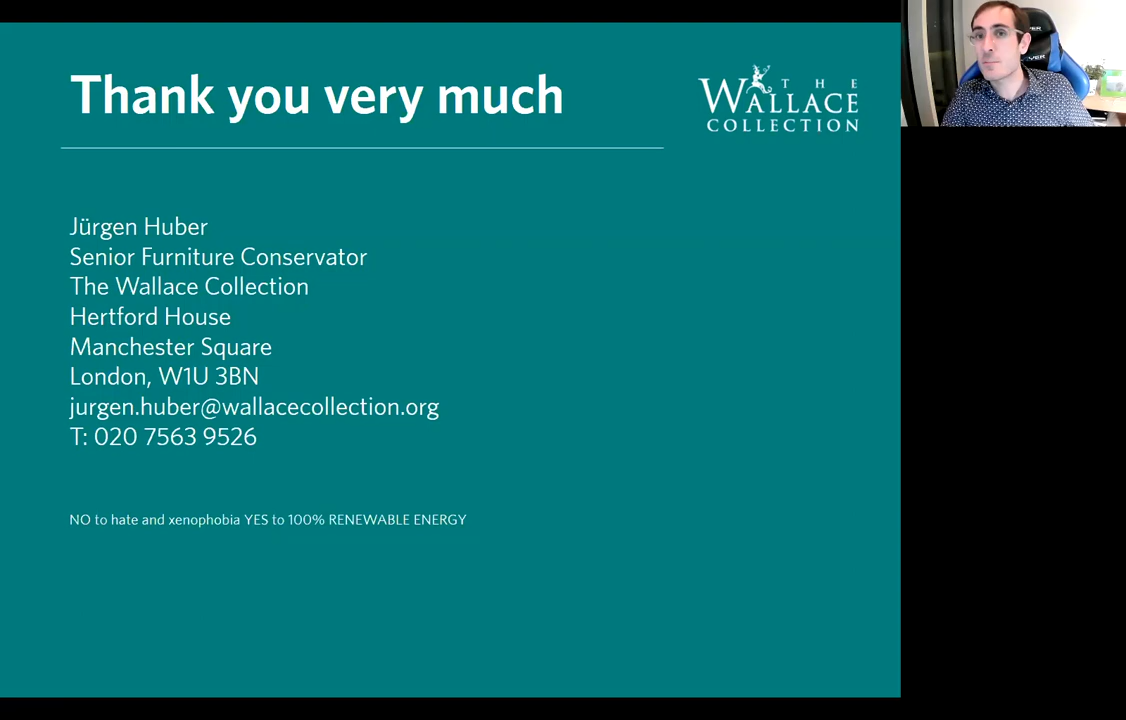 Thank you very much
THE
WALLACE
COLLECTION
Jürgen Huber
Senior Furniture Conservator
The Wallace Collection
Hertford House
Manchester Square
London, W1U 3BN
jurgen.huber@wallacecollection.org
T: 020 7563 9526
NO to hate and xenophobia YES to 100% RENEWABLE ENERGY